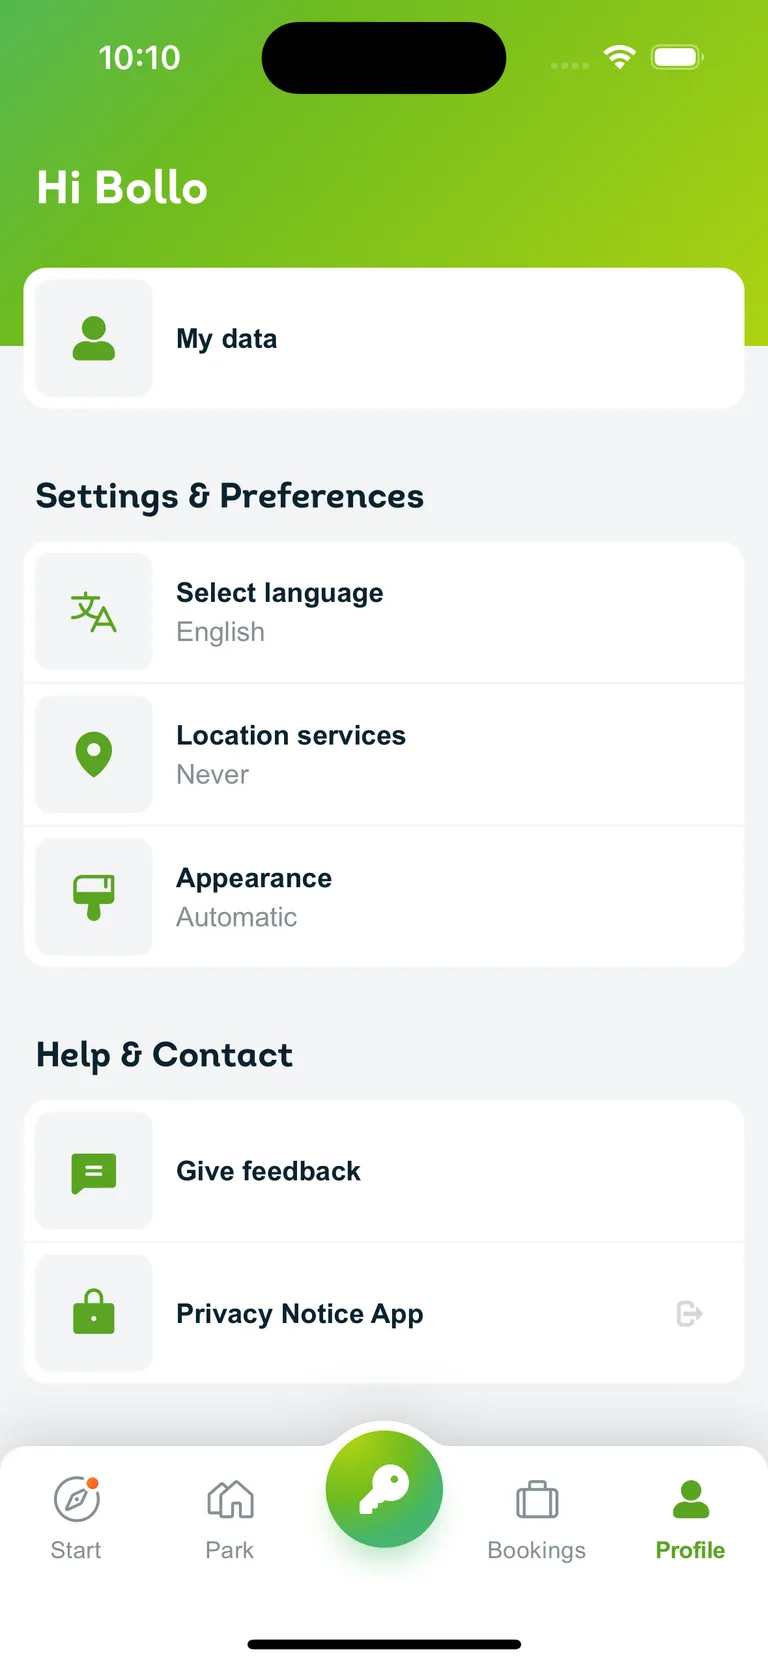 10:10
Hi Bollo
My data
Settings & Preferences
Select language
English
Location services
Never
Appearance
Automatic
Help & Contact
Give feedback
Privacy Notice App
Start
Park
Bookings
Profile